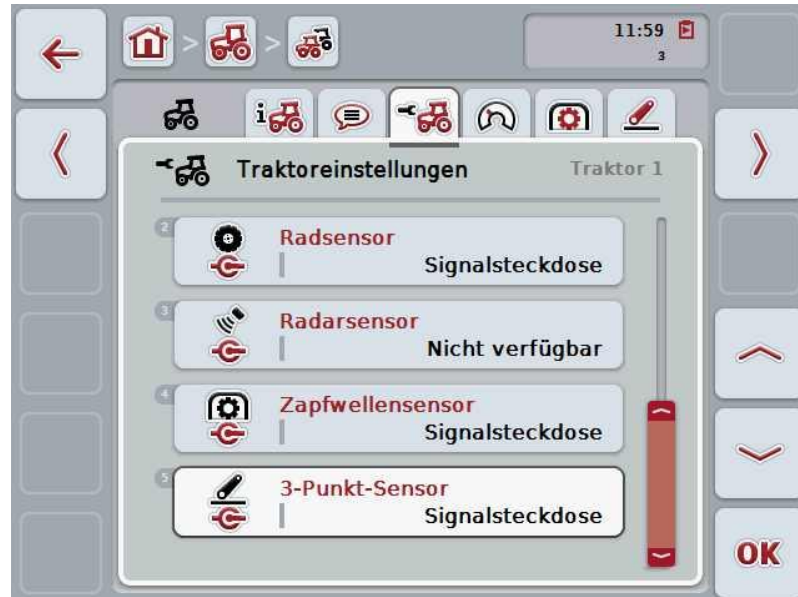 11:59
3
Traktoreinstellungen Traktor 1
2
Radsensor
Signalsteckdose
3
Radarsensor
Nicht verfügbar
4
Zapfwellensensor
Signalsteckdose
5
3-Punkt-Sensor
Signalsteckdose
OK